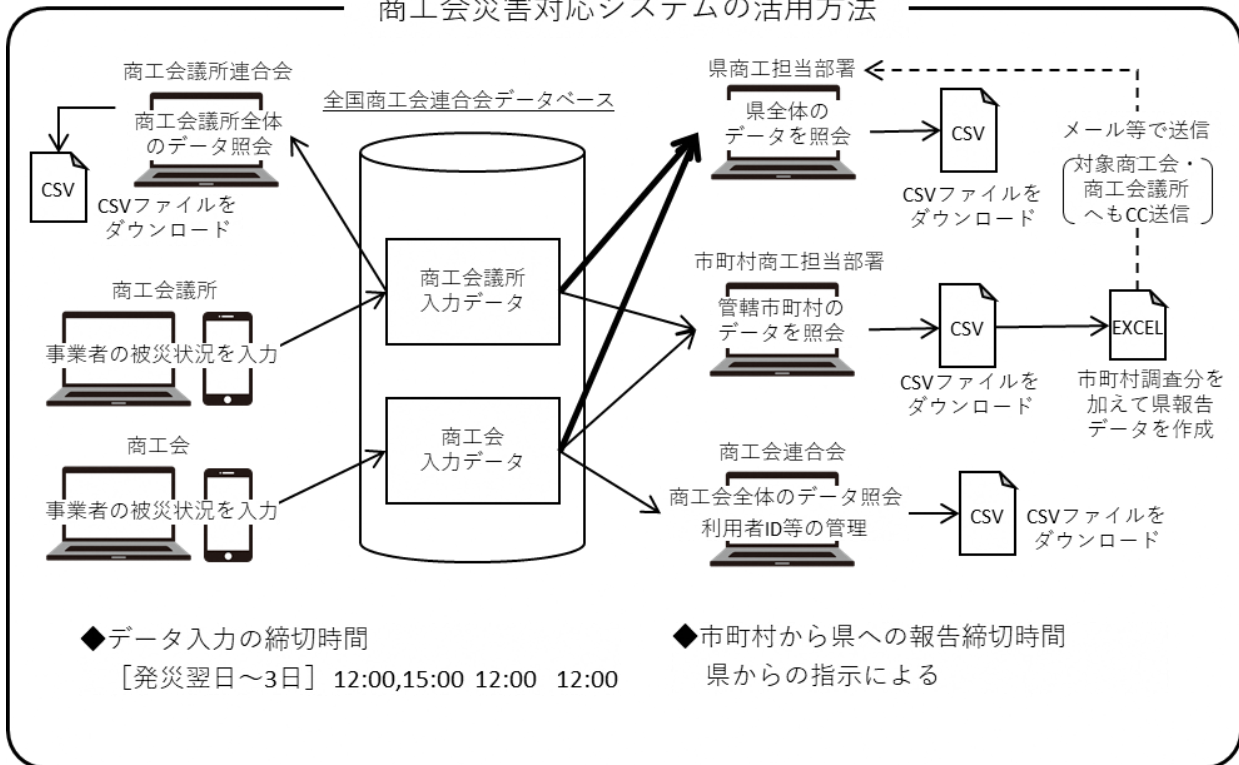 商工会災害対応システムの活用方法
商工会議所連合会
商工会議所全体
のデータ照会
CSV
CSVファイルを
ダウンロード
商工会議所
事業者の被災状況を入力
商工会
事業者の被災状況を入力
全国商工会連合会データベース
商工会議所
入力データ
商工会
入力データ
県商工担当部署
県全体の
データを照会
CSV
CSVファイルを
ダウンロード
メール等で送信
対象商工会・
商工会議所
へもCC送信
市町村商工担当部署
管轄市町村の
データを照会
CSV
CSVファイルを
ダウンロード
EXCEL
市町村調査分を
加えて県報告
データを作成
商工会連合会
商工会全体のデータ照会
利用者ID等の管理
CSV
CSVファイルを
ダウンロード
◆データ入力の締切時間
［発災翌日～3日］ 12:00,15:00 12:00 12:00
◆市町村から県への報告締切時間
県からの指示による